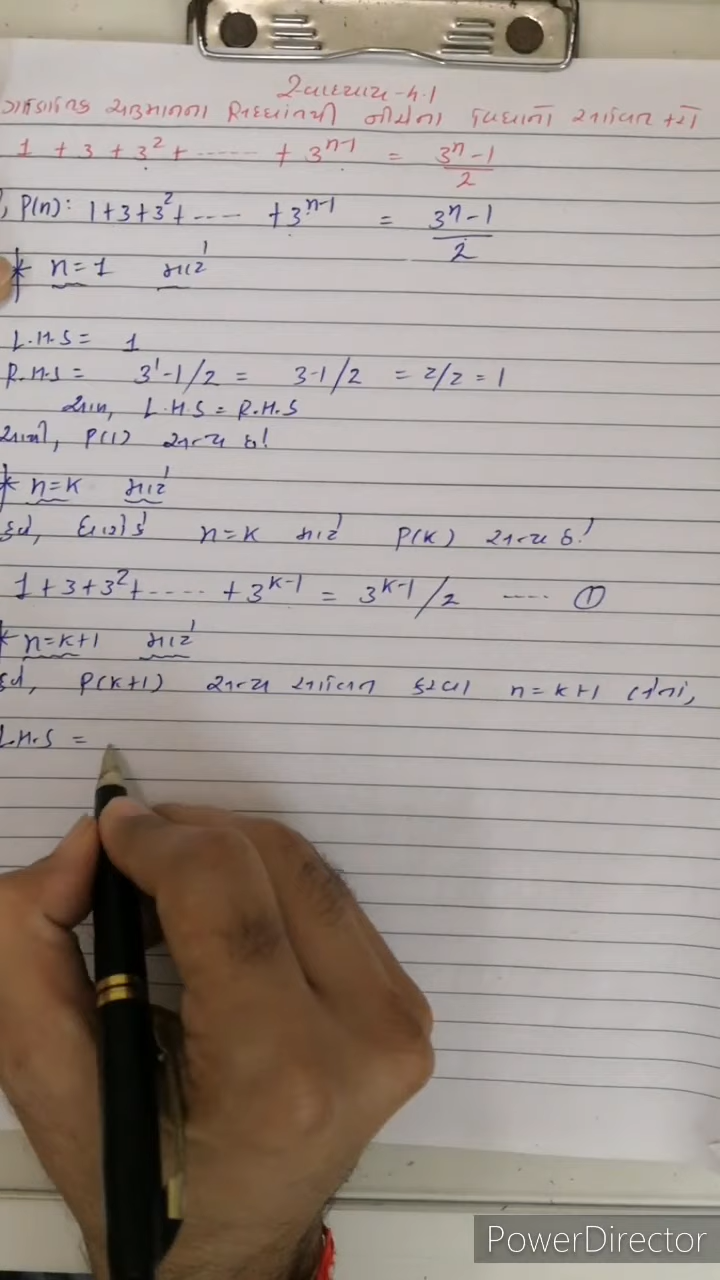 સ્વાધ્યાય-4.1
ગાણિતિક અનુમાનના સિદ્ધાંતથી નીચેના વિધાનો સાબિત કરો
1 + 3 + 3² + ...... + 3ⁿ⁻¹ = 3ⁿ - 1 / 2
, P(n): 1 + 3 + 3² + ...... + 3ⁿ⁻¹ = 3ⁿ - 1 / 2
* n = 1 માટે
L.H.S = 1
R.H.S = 3¹-1/2 = 3-1/2 = 2/2 = 1
આમ, L.H.S = R.H.S
આથી, P(1) સત્ય છે.
* n = k માટે
હવે, ધારો કે n = k માટે P(k) સત્ય છે.
1 + 3 + 3² + ..... + 3ᵏ⁻¹ = 3ᵏ-1/2 ..... ①
* n = k+1 માટે
હવે, P(k+1) સત્ય સાબિત કરવા n = k+1 લેતાં,
L.H.S =
PowerDirector